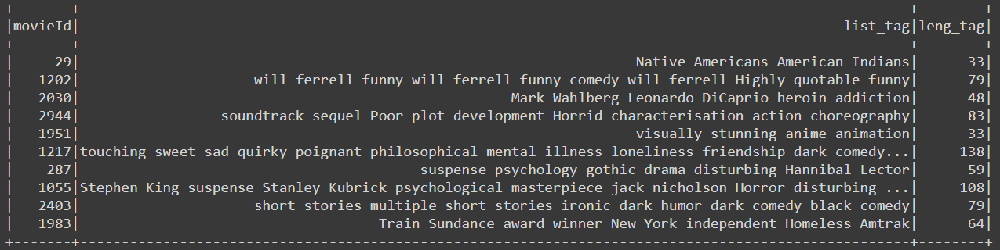 +-------+----------------------------------------------------------------------------------------------------+--------+
|movieId|                                                                                            list_tag|leng_tag|
+-------+----------------------------------------------------------------------------------------------------+--------+
|     29|                                                                    Native Americans American Indians|      33|
|   1202|                     will ferrell funny will ferrell funny comedy will ferrell Highly quotable funny|      79|
|   2030|                                                    Mark Wahlberg Leonardo DiCaprio heroin addiction|      48|
|   2944|                 soundtrack sequel Poor plot development Horrid characterisation action choreography|      83|
|   1951|                                                                   visually stunning anime animation|      33|
|   1217|touching sweet sad quirky poignant philosophical mental illness loneliness friendship dark comedy...|     138|
|    287|                                         suspense psychology gothic drama disturbing Hannibal Lector|      59|
|   1055|Stephen King suspense Stanley Kubrick psychological masterpiece jack nicholson Horror disturbing ...|     108|
|   2403|                     short stories multiple short stories ironic dark humor dark comedy black comedy|      79|
|   1983|                                    Train Sundance award winner New York independent Homeless Amtrak|      64|
+-------+----------------------------------------------------------------------------------------------------+--------+